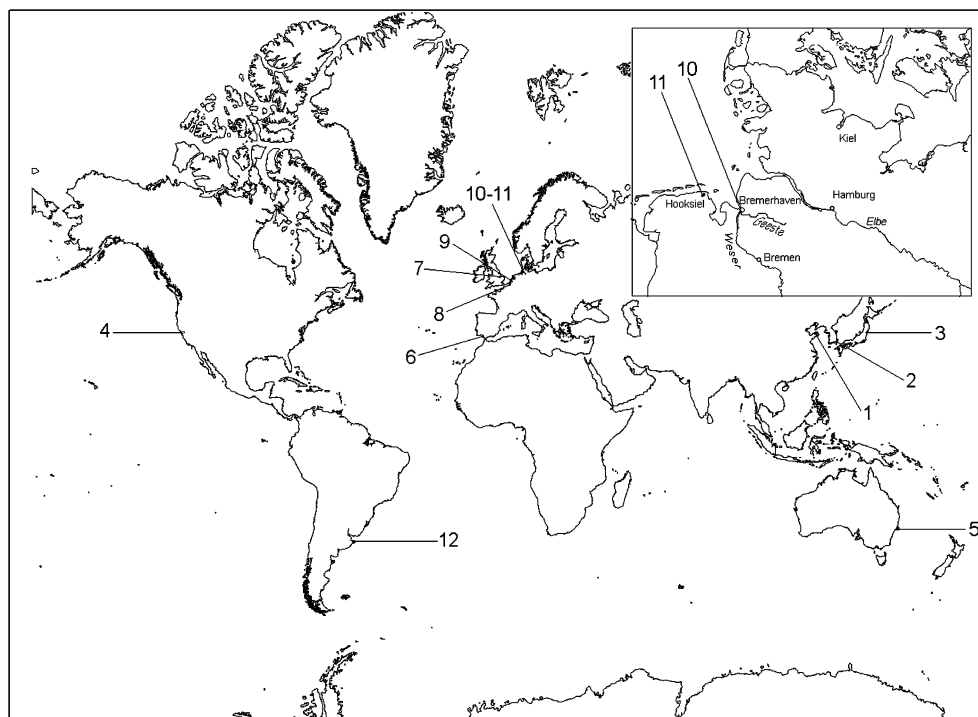 10
11
Kiel
Hooksiel
Bremerhaven
Hamburg
Geeste
Elbe
Weser
Bremen
10-11
9
7
8
4
6
3
2
1
12
5